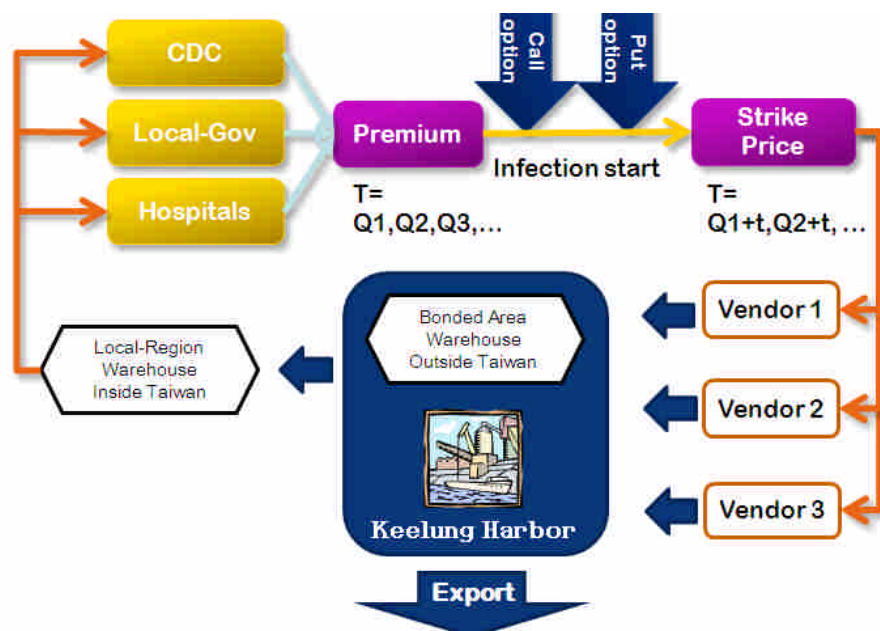 CDC
Local-Gov
Hospitals
Premium
T=
Q1,Q2,Q3,...
Call
option
Put
option
Infection start
Strike
Price
T=
Q1+t,Q2+t, ...
Vendor 1
Vendor 2
Vendor 3
Bonded Area
Warehouse
Outside Taiwan
Keelung Harbor
Local-Region
Warehouse
Inside Taiwan
Export